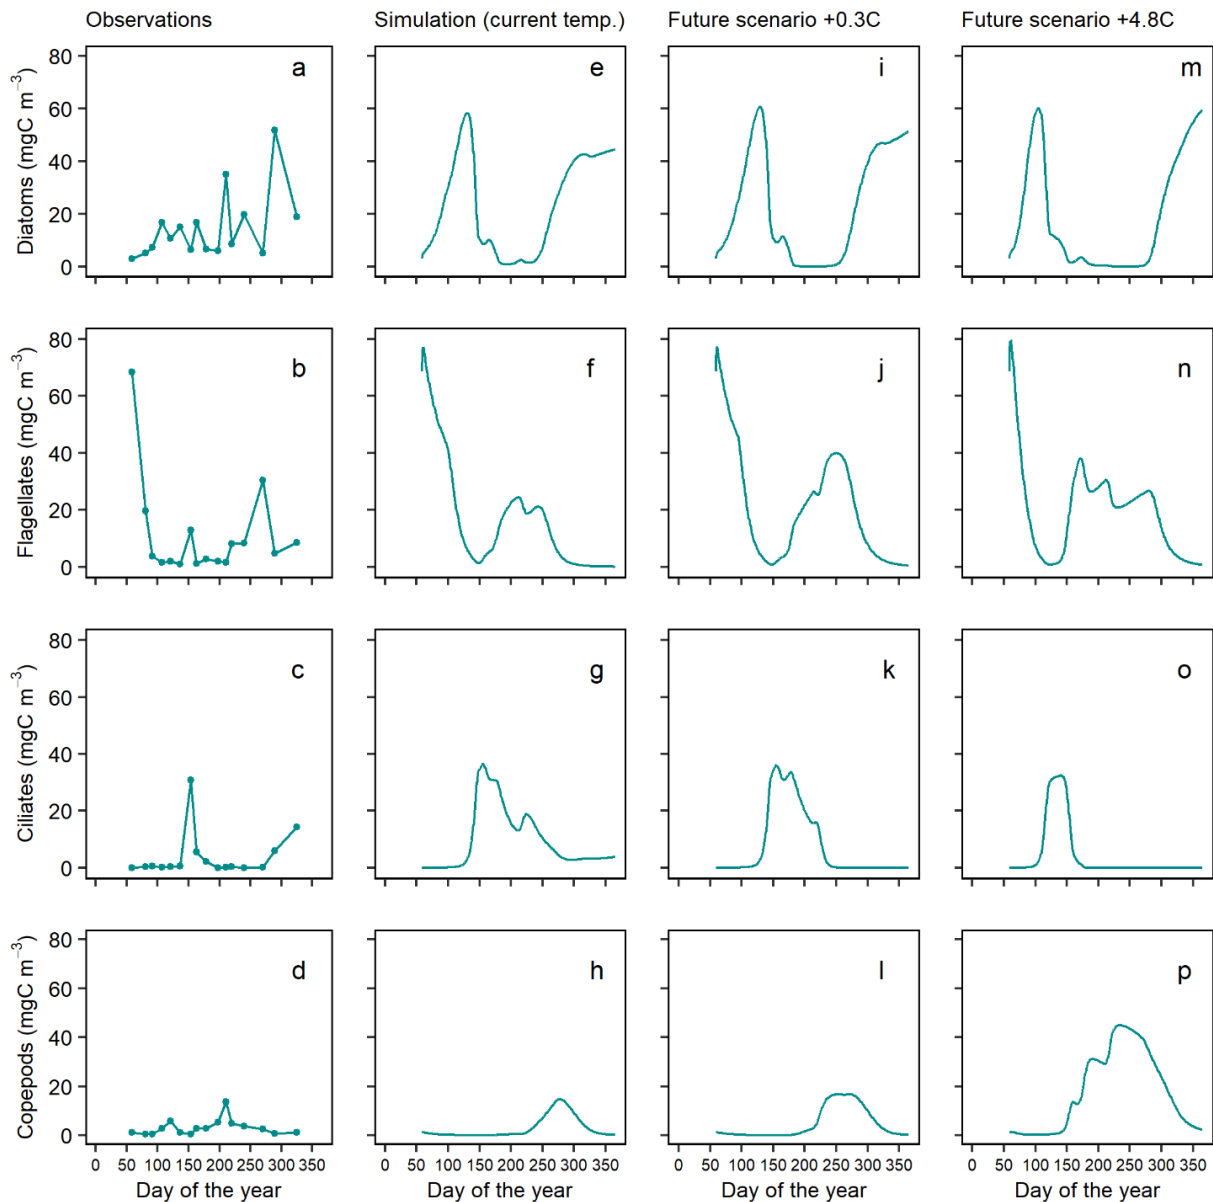 Observations
Simulation (current temp.)
Future scenario +0.3C
Future scenario +4.8C
Diatoms (mgC m⁻³)
80
60
40
20
0
a
e
i
m
Flagellates (mgC m⁻³)
80
60
40
20
0
b
f
j
n
Ciliates (mgC m⁻³)
80
60
40
20
0
c
g
k
o
Copepods (mgC m⁻³)
80
60
40
20
0
d
h
l
p
0 50 100 150 200 250 300 350
0 50 100 150 200 250 300 350
0 50 100 150 200 250 300 350
0 50 100 150 200 250 300 350
Day of the year
Day of the year
Day of the year
Day of the year